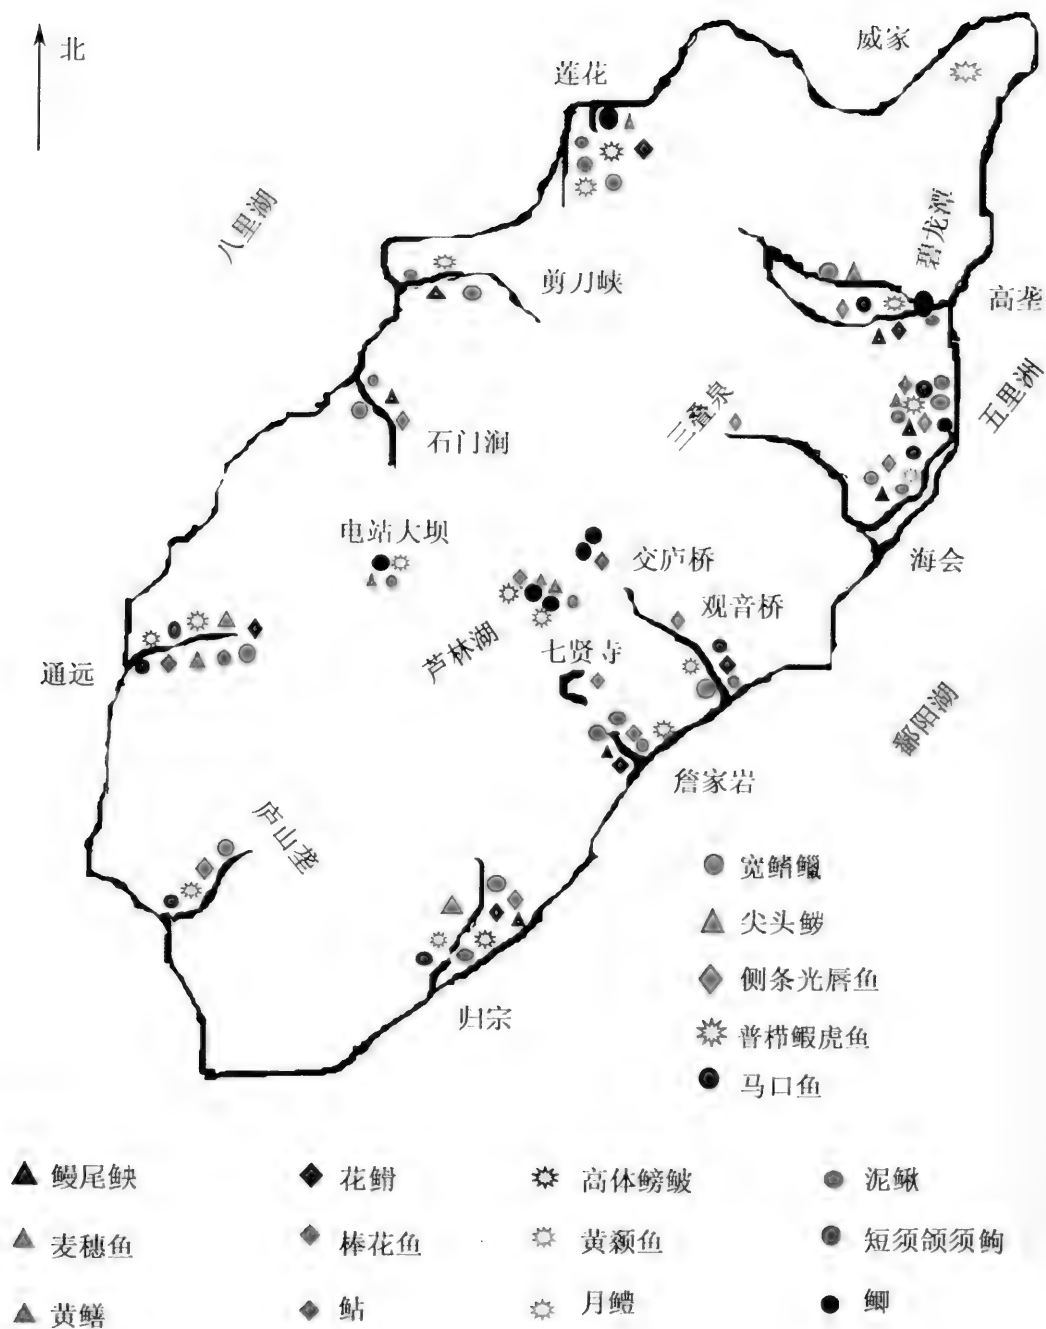 北
威家
莲花
八里湖
碧龙潭
剪刀峡
高垄
五里洲
三叠泉
石门涧
电站大坝
交庐桥
海会
观音桥
芦林湖
七贤寺
通远
鄱阳湖
詹家岩
庐山垄
宽鳍鱲
尖头鲹
侧条光唇鱼
归宗
普栉鰕虎鱼
马口鱼
鳗尾䱀
花䱻
高体鳑鲏
泥鳅
麦穗鱼
棒花鱼
黄颡鱼
短须颌须鮈
黄鳝
鲇
月鳢
鲫